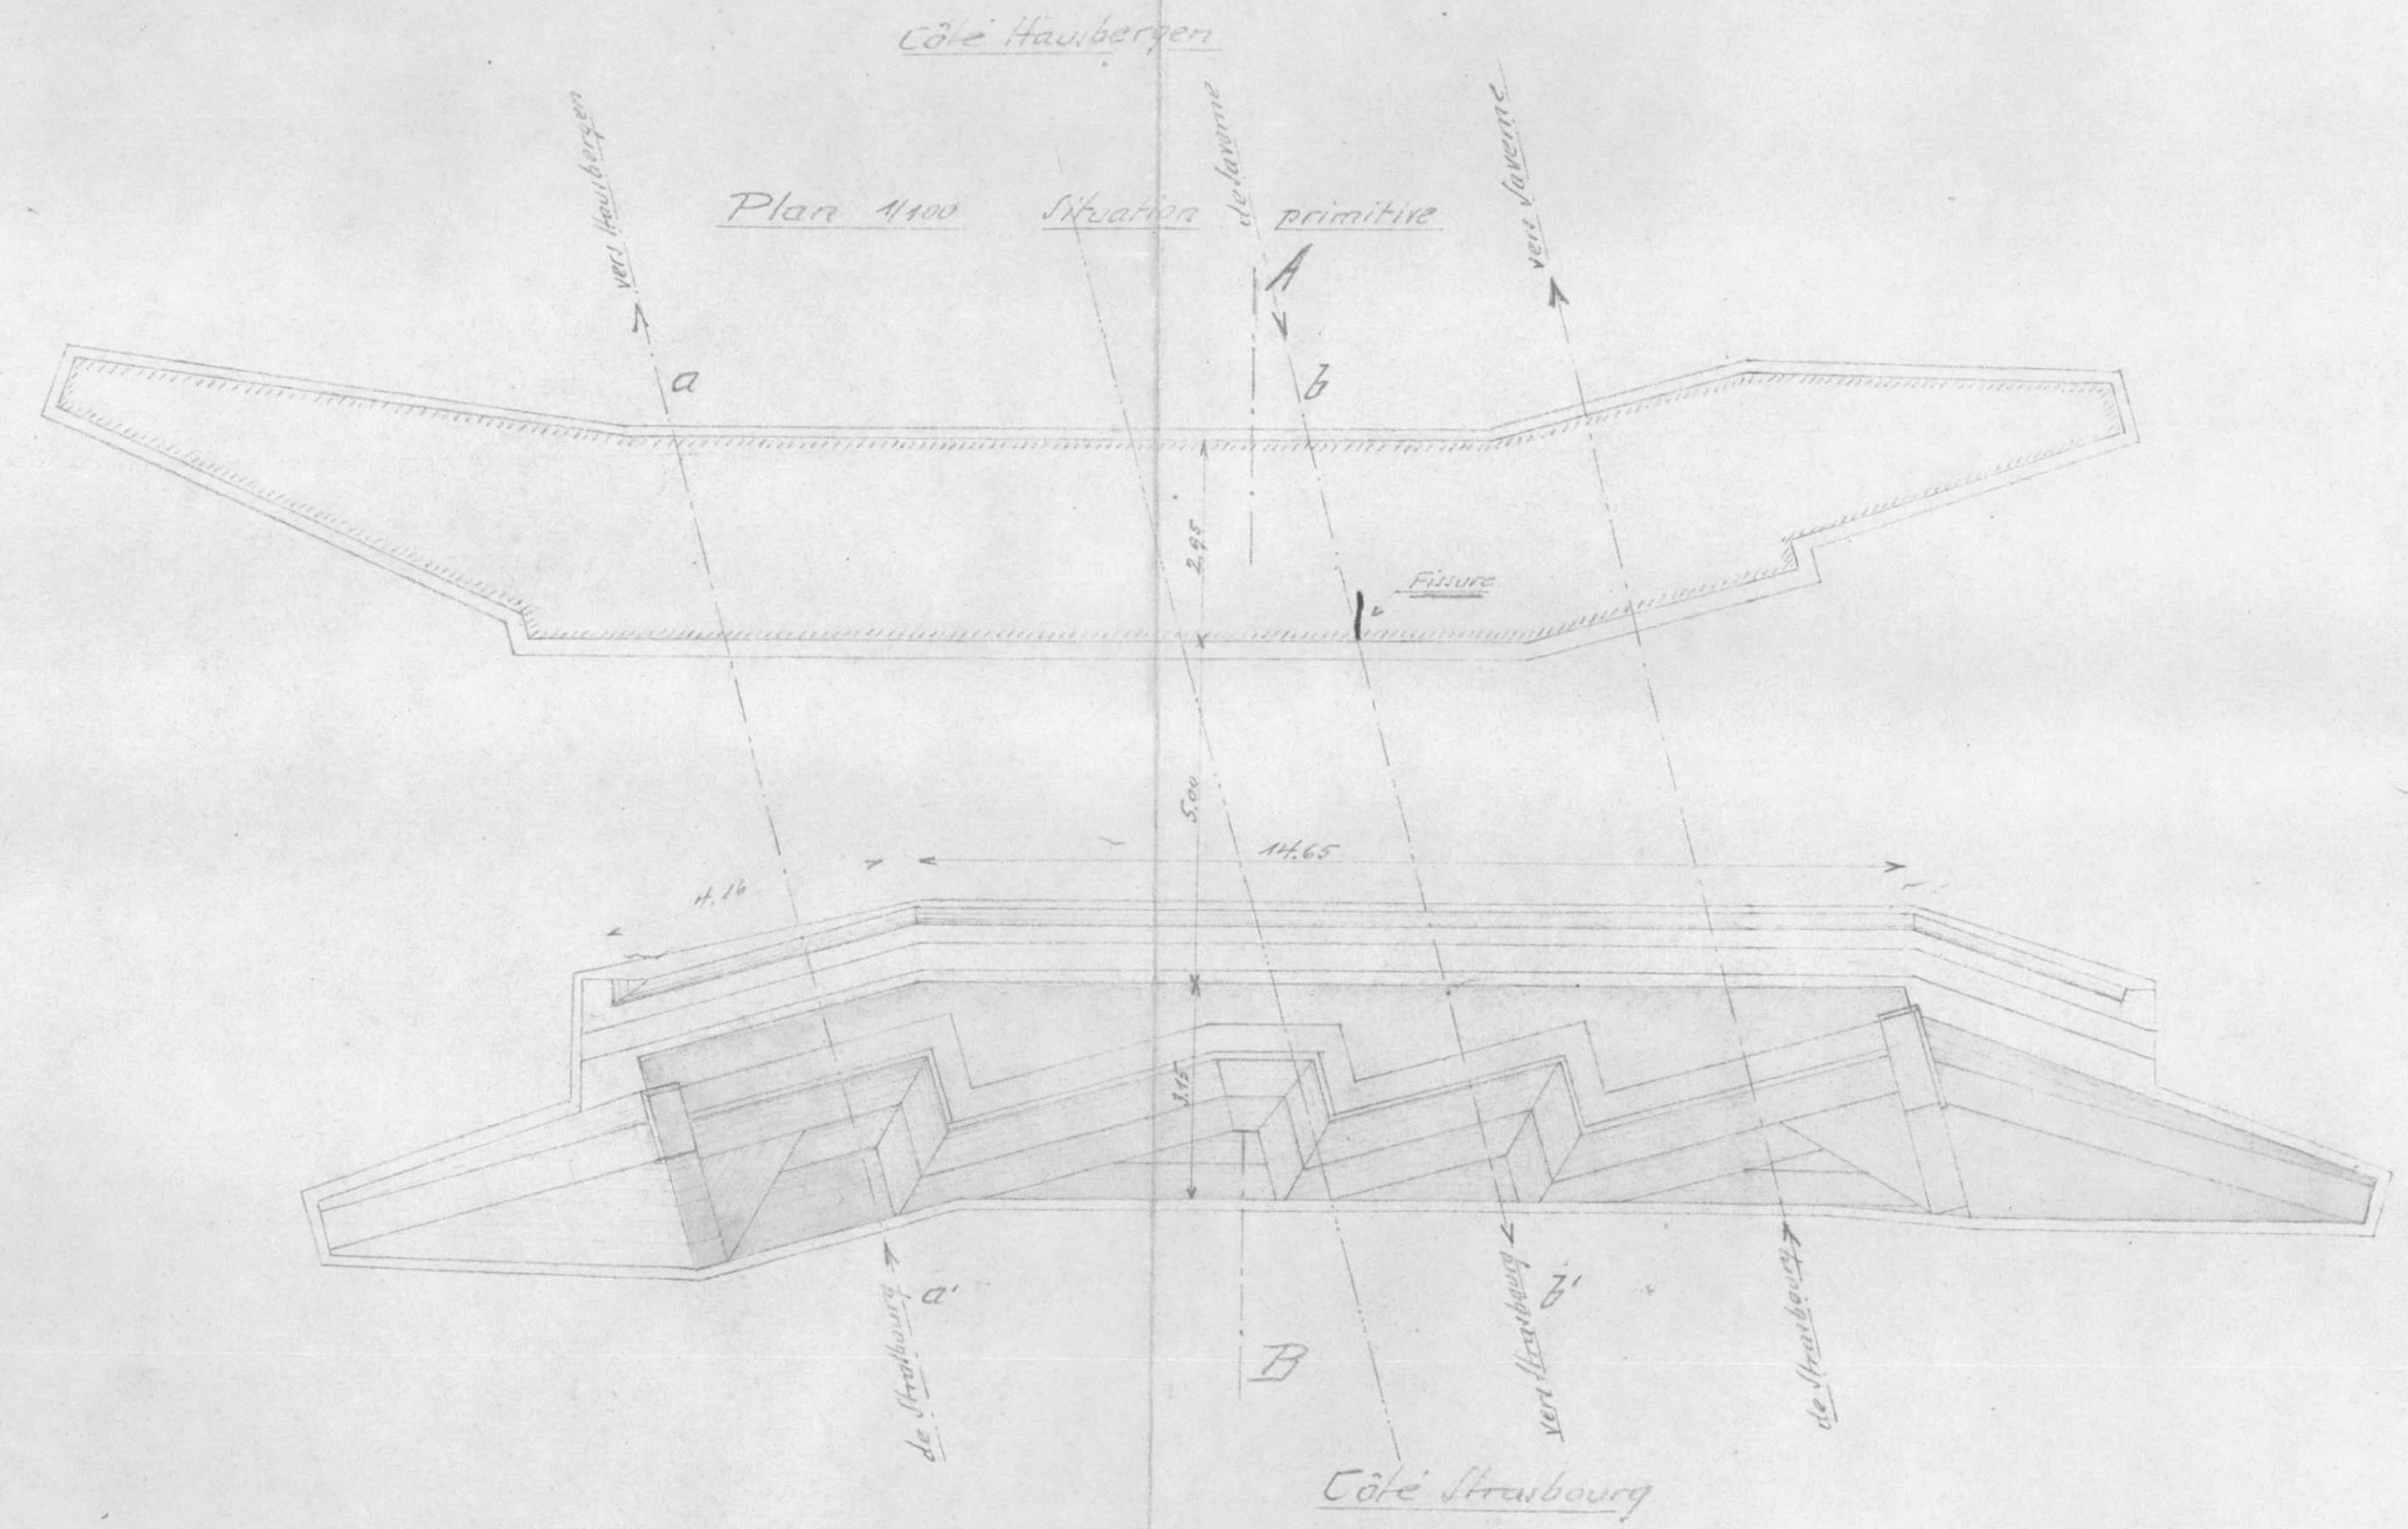 Côté Hausbergen
vers Hausbergen
de Saverne
vers Saverne
Plan 1/100 Situation primitive
A
a
b
2.95
Fissure
5.00
14.65
4.16
3.15
a'
b'
de Strasbourg
vers Strasbourg
de Strasbourg
B
Côté Strasbourg